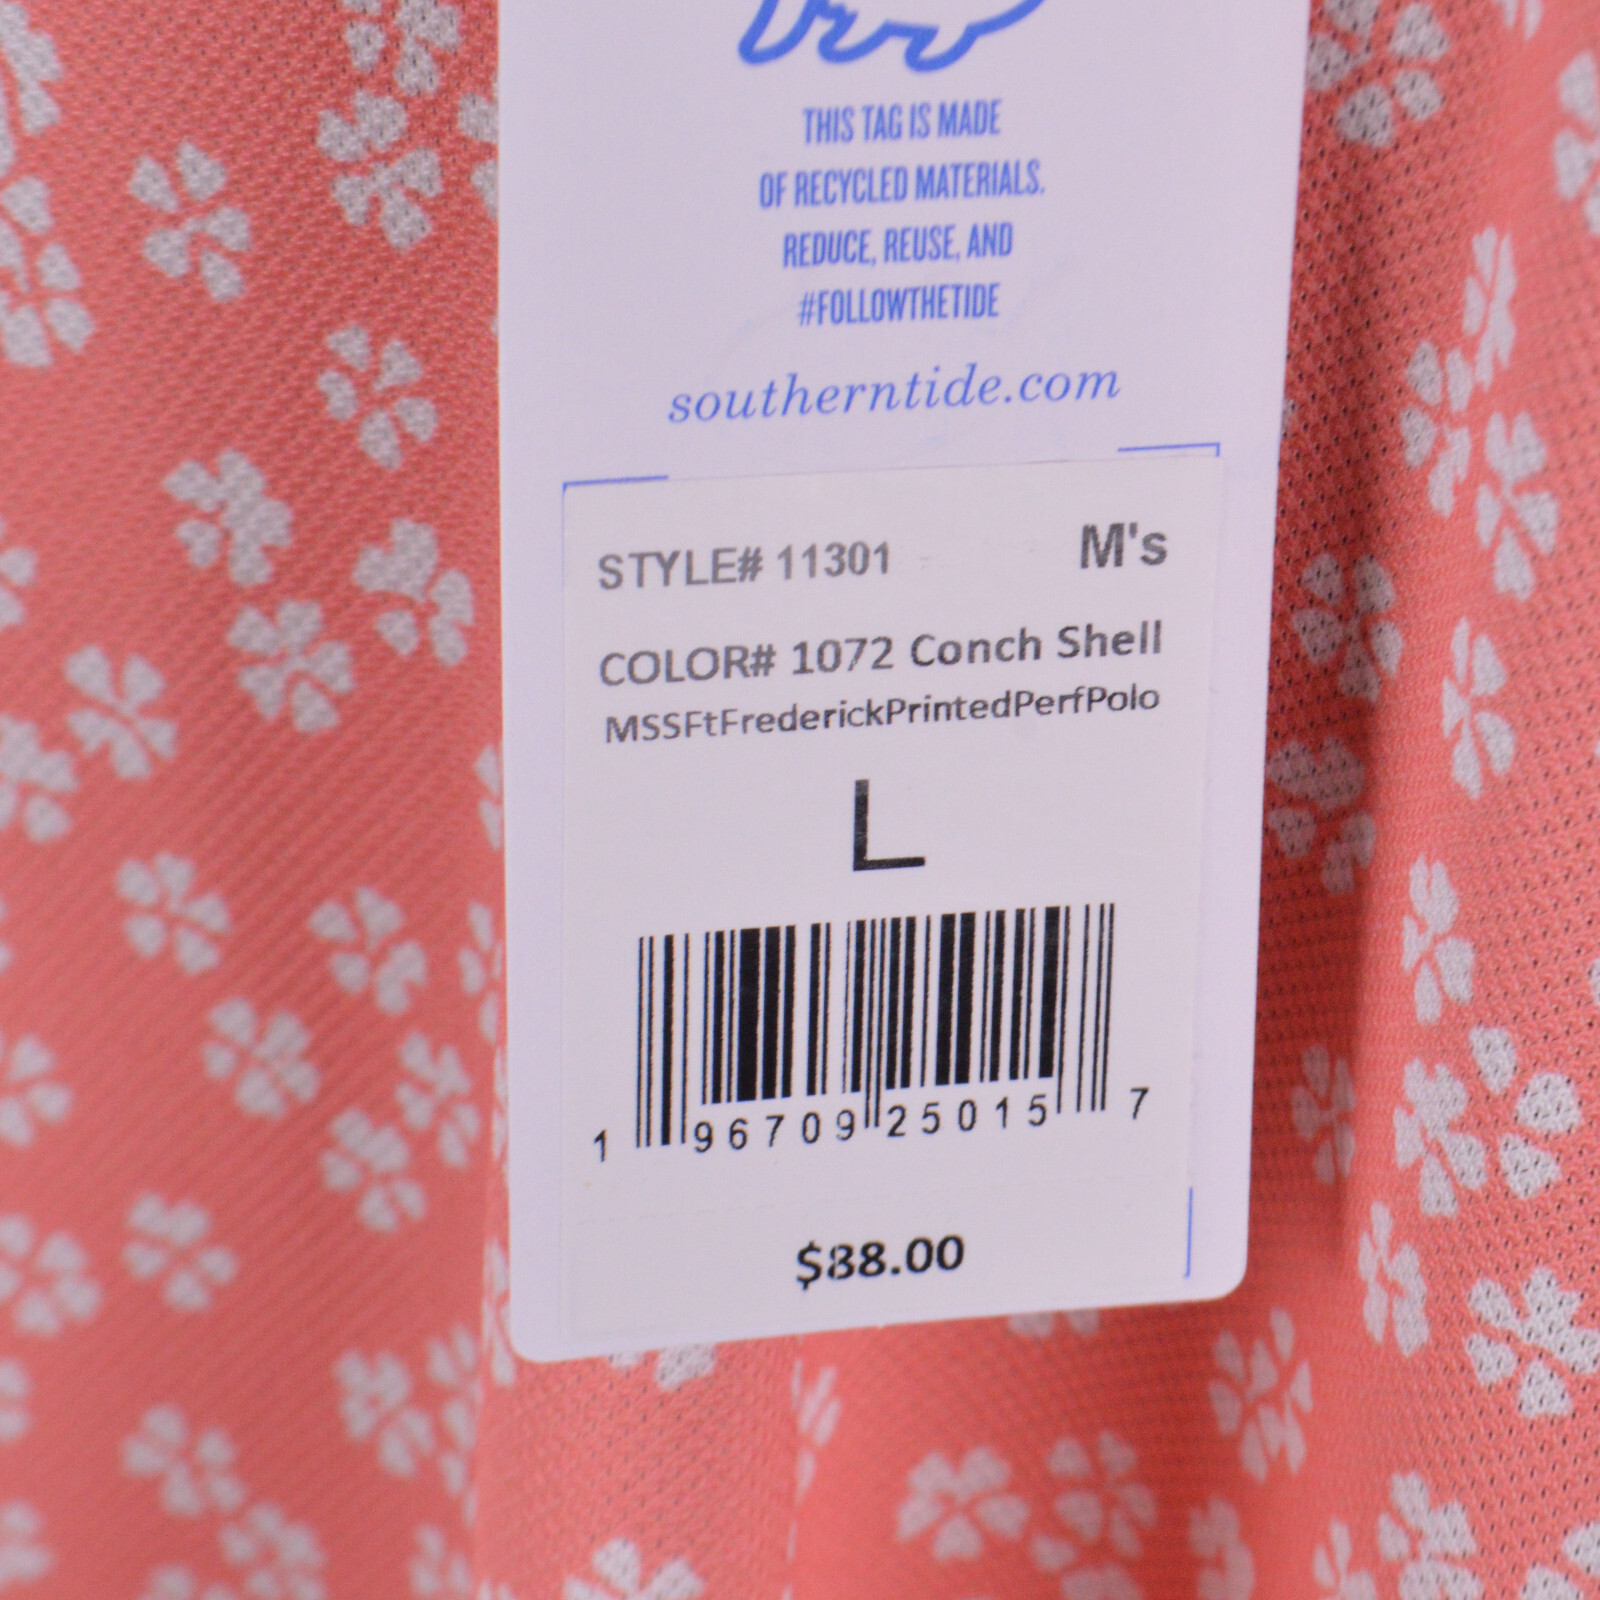 THIS TAG IS MADE
OF RECYCLED MATERIALS.
REDUCE, REUSE, AND
#FOLLOWTHETIDE
southerntide.com
STYLE# 11301 M's
COLOR# 1072 Conch Shell
MSSFtFrederickPrintedPerfPolo
L
1 96709 25015 7
$88.00